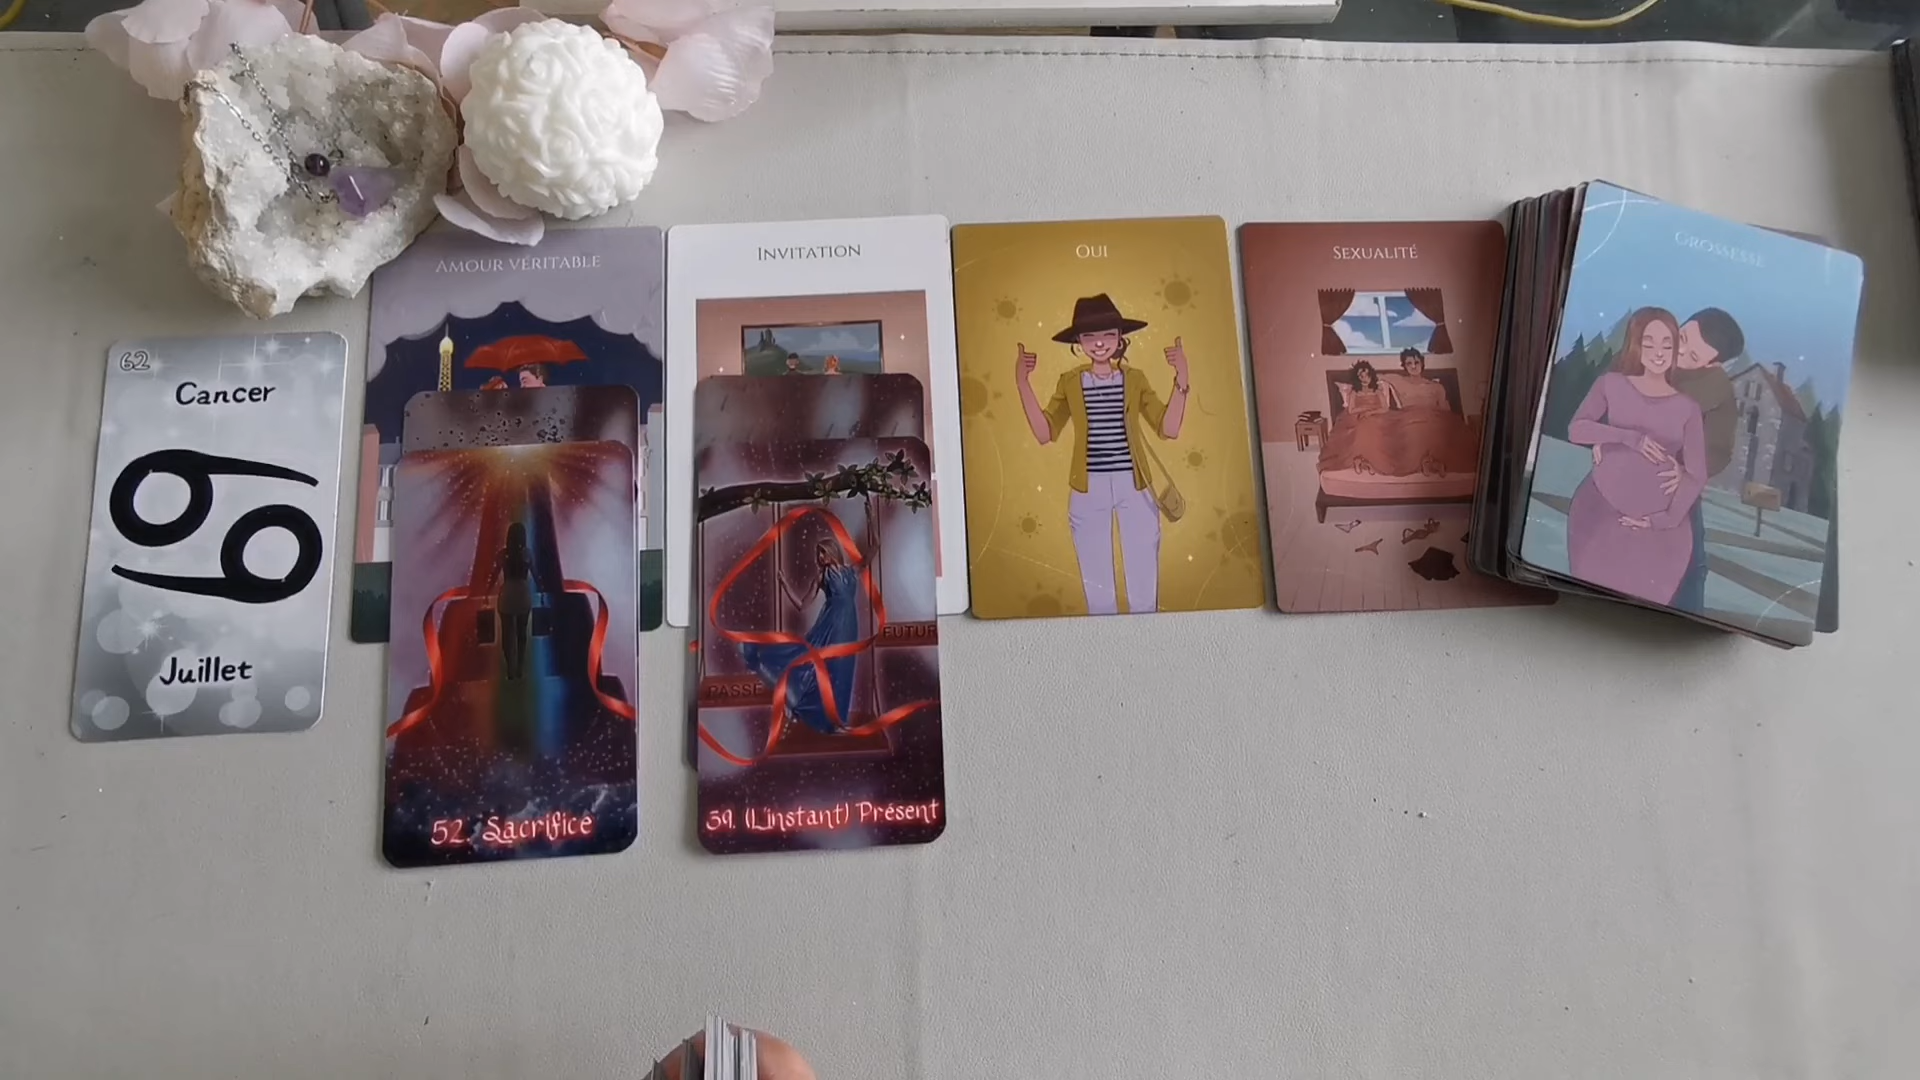 62
Cancer
Juillet
Amour véritable
Invitation
Oui
Sexualité
Grossesse
52. Sacrifice
PASSÉ
FUTUR
59. (L'instant) Présent